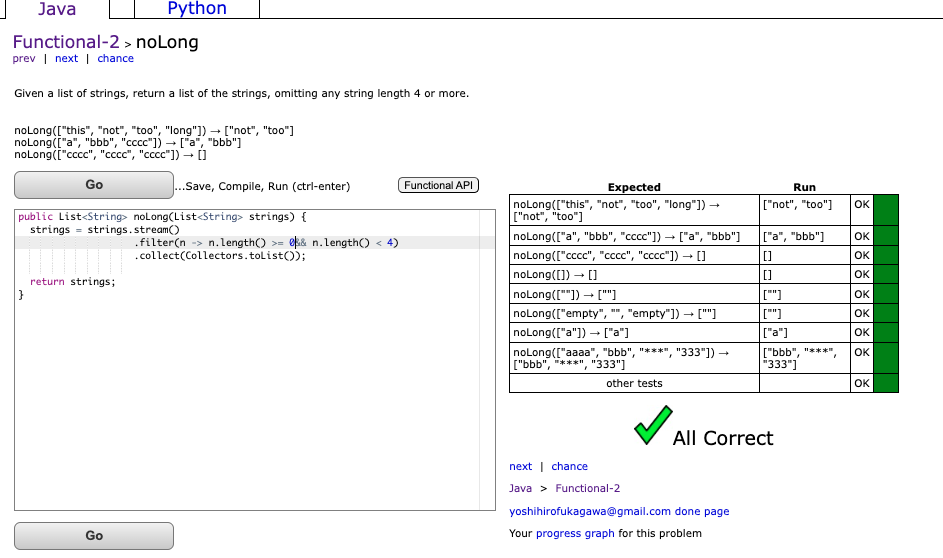 Java
Python
Functional-2 > noLong
prev | next | chance
Given a list of strings, return a list of the strings, omitting any string length 4 or more.
noLong(["this", "not", "too", "long"]) → ["not", "too"]
noLong(["a", "bbb", "cccc"]) → ["a", "bbb"]
noLong(["cccc", "cccc", "cccc"]) → []
Go
...Save, Compile, Run (ctrl-enter)
Functional API
public List<String> noLong(List<String> strings) {
strings = strings.stream()
.filter(n -> n.length() >= 0&& n.length() < 4)
.collect(Collectors.toList());
return strings;
}
Go
Expected Run
noLong(["this", "not", "too", "long"]) → ["not", "too"] OK
["not", "too"]
noLong(["a", "bbb", "cccc"]) → ["a", "bbb"] ["a", "bbb"] OK
noLong(["cccc", "cccc", "cccc"]) → [] [] OK
noLong([]) → [] [] OK
noLong([""]) → [""] [""] OK
noLong(["empty", "", "empty"]) → [""] [""] OK
noLong(["a"]) → ["a"] ["a"] OK
noLong(["aaaa", "bbb", "***", "333"]) → ["bbb", "***", OK
["bbb", "***", "333"] "333"]
other tests OK
All Correct
next | chance
Java > Functional-2
yoshihirofukagawa@gmail.com done page
Your progress graph for this problem